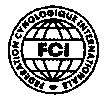 FEDERATION CYNOLOGIQUE INTERNATIONALE
FCI